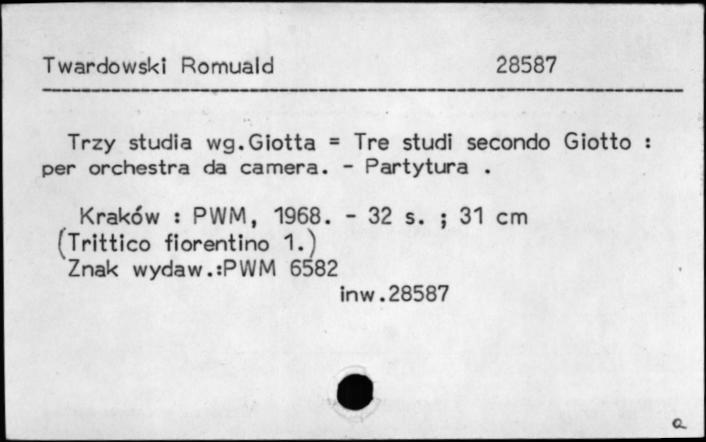 Twardowski Romuald 28587
Trzy studia wg.Giotta = Tre studi secondo Giotto :
per orchestra da camera. - Partytura .
Kraków : PWM, 1968. - 32 s. ; 31 cm
(Trittico fiorentino 1.)
Znak wydaw.:PWM 6582
inw.28587
a